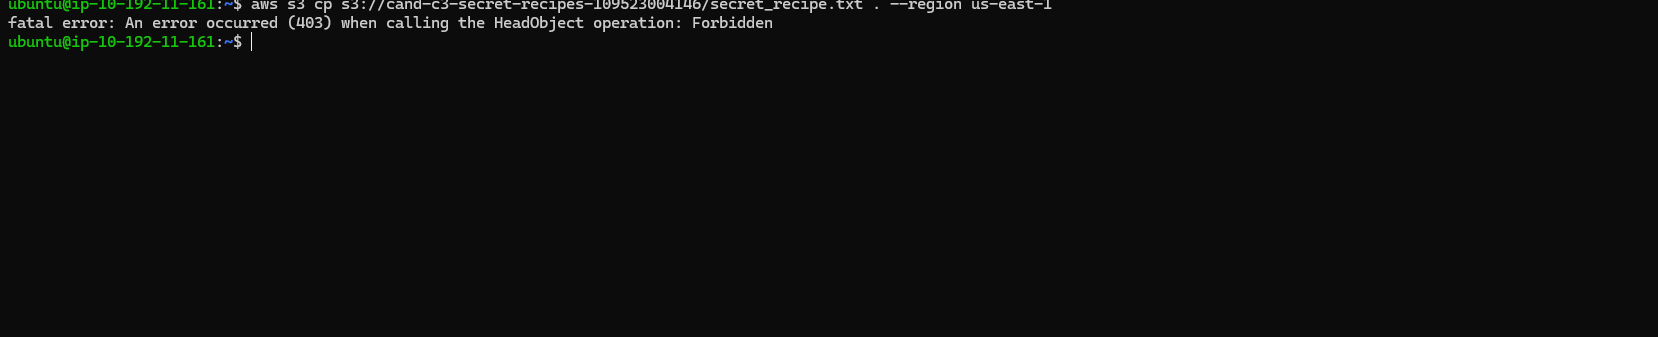 ubuntu@ip-10-192-11-161:~$ aws s3 cp s3://cand-c3-secret-recipes-109523004146/secret_recipe.txt . --region us-east-1
fatal error: An error occurred (403) when calling the HeadObject operation: Forbidden
ubuntu@ip-10-192-11-161:~$